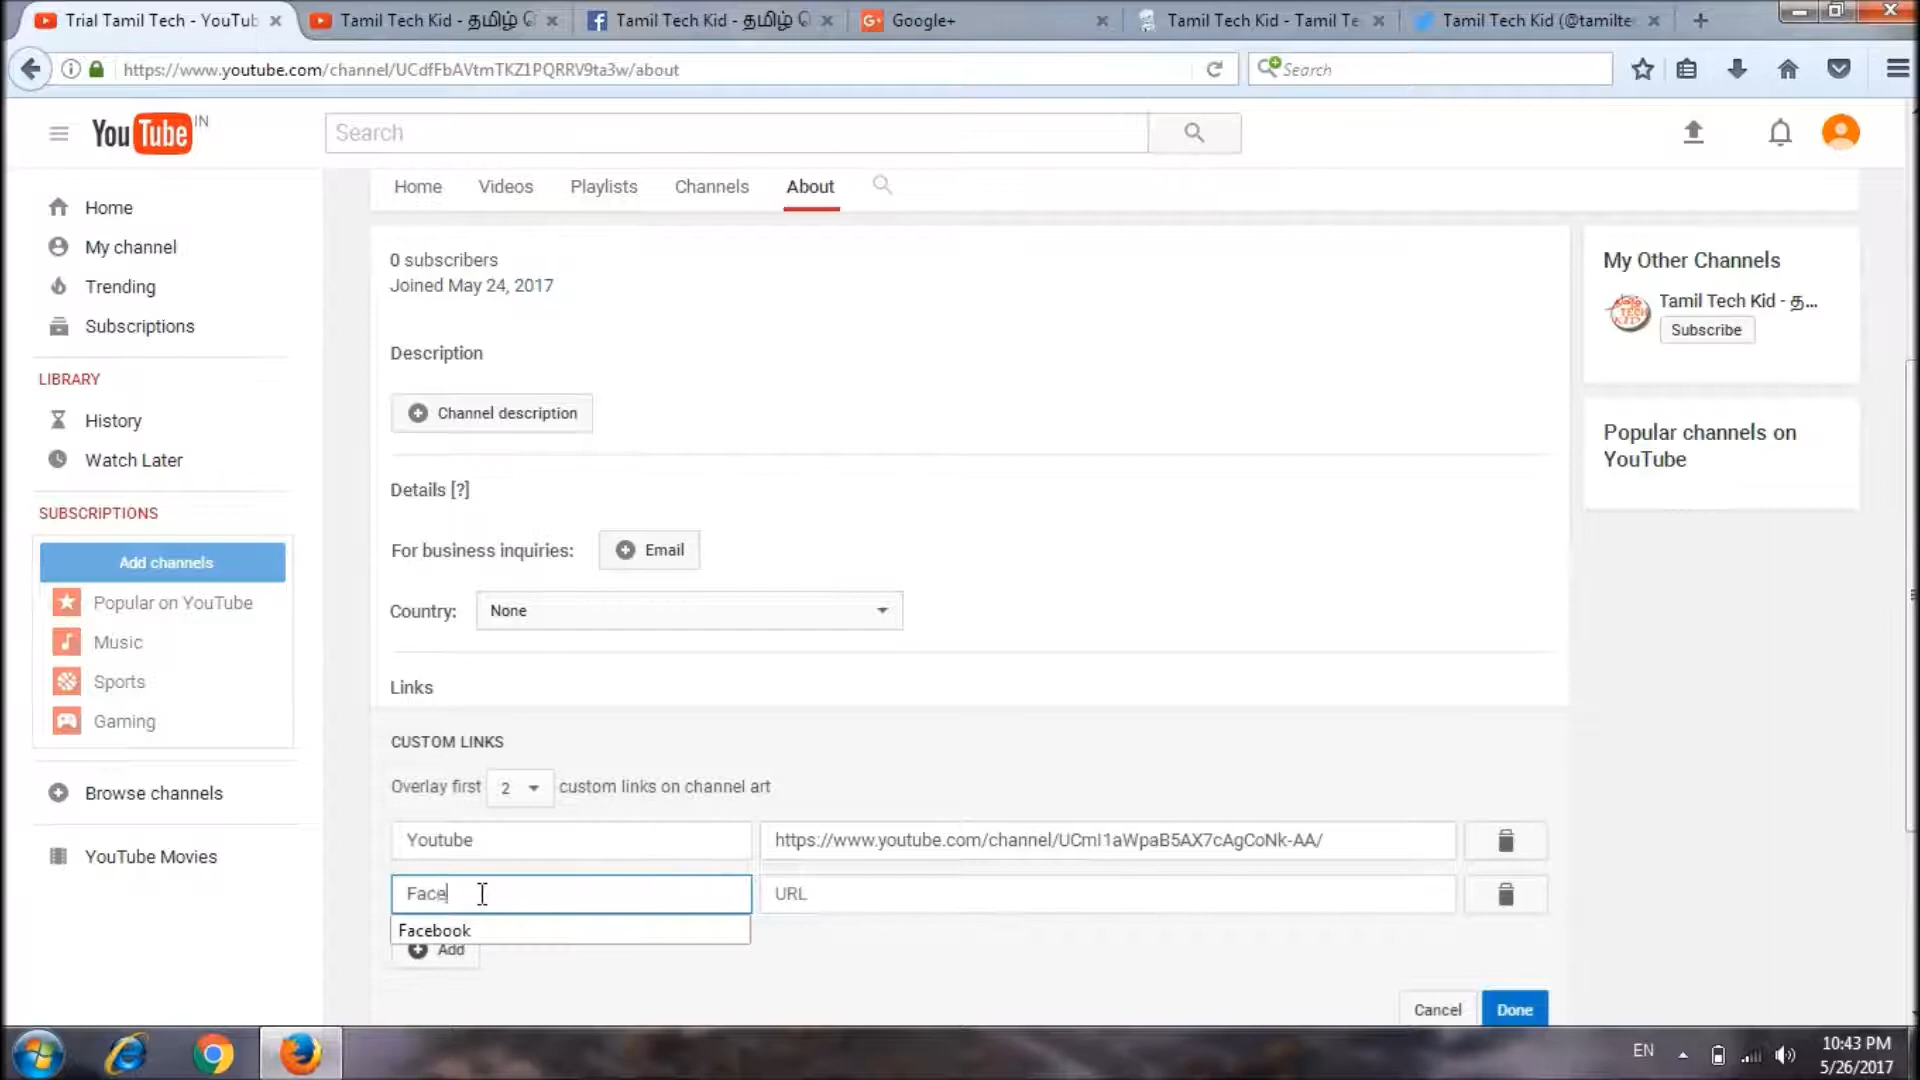 Trial Tamil Tech - YouTub
Tamil Tech Kid - தமிழ்
Tamil Tech Kid - தமிழ்
Google+
Tamil Tech Kid - Tamil Te
Tamil Tech Kid (@tamilte
https://www.youtube.com/channel/UCdfFbAVtmTKZ1PQRRV9ta3w/about
Search
YouTube IN
Search
Home
Videos
Playlists
Channels
About
Home
My channel
Trending
Subscriptions
LIBRARY
History
Watch Later
SUBSCRIPTIONS
Add channels
Popular on YouTube
Music
Sports
Gaming
Browse channels
YouTube Movies
0 subscribers
Joined May 24, 2017
Description
Channel description
Details [?]
For business inquiries:
Email
Country:
None
Links
CUSTOM LINKS
Overlay first 2 custom links on channel art
Youtube
https://www.youtube.com/channel/UCmI1aWpaB5AX7cAgCoNk-AA/
Face
URL
Facebook
Add
Cancel
Done
My Other Channels
Tamil Tech Kid - த...
Subscribe
Popular channels on
YouTube
EN
10:43 PM
5/26/2017